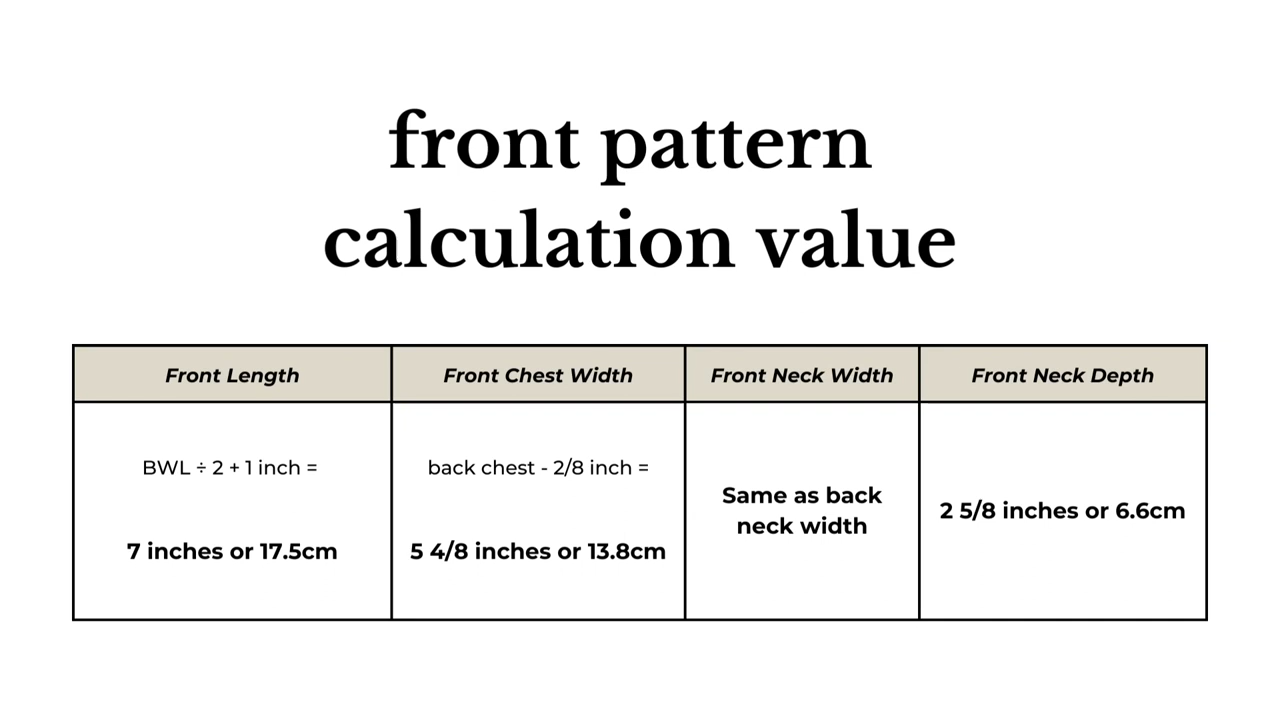 front pattern
calculation value
Front Length
Front Chest Width
Front Neck Width
Front Neck Depth
BWL ÷ 2 + 1 inch =
7 inches or 17.5cm
back chest - 2/8 inch =
5 4/8 inches or 13.8cm
Same as back
neck width
2 5/8 inches or 6.6cm